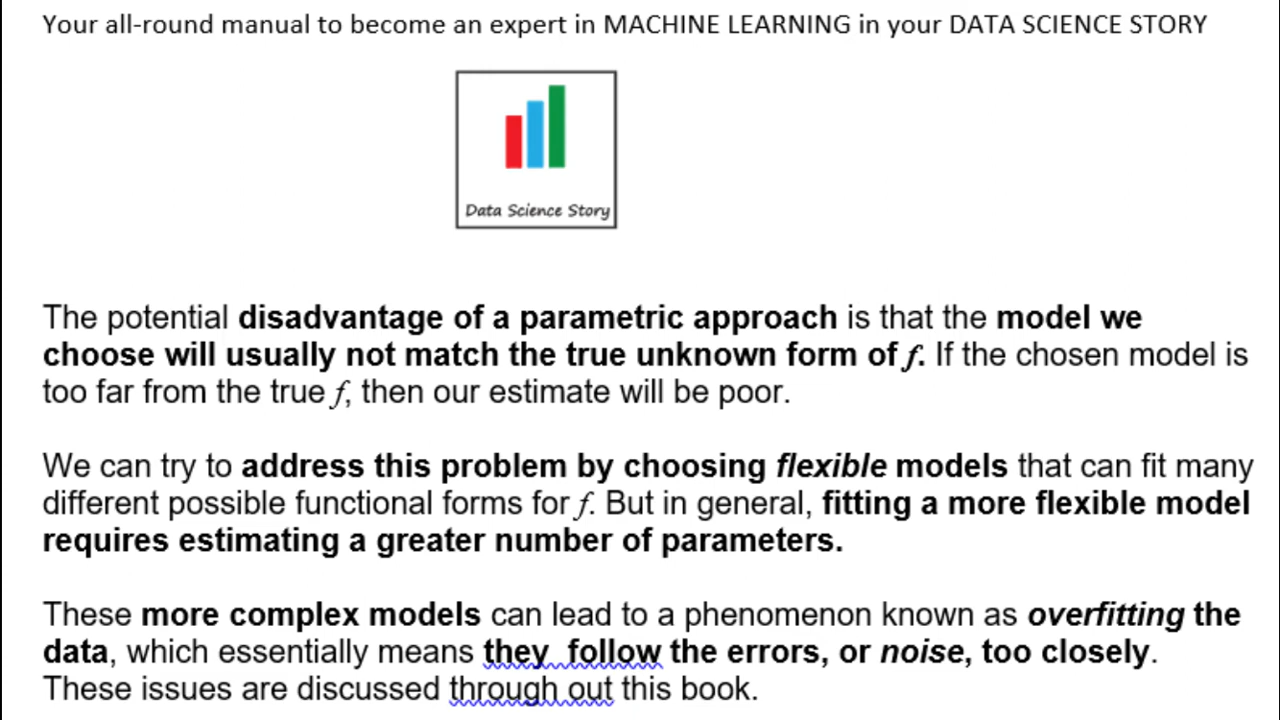 Your all-round manual to become an expert in MACHINE LEARNING in your DATA SCIENCE STORY
Data Science Story
The potential disadvantage of a parametric approach is that the model we
choose will usually not match the true unknown form of f. If the chosen model is
too far from the true f, then our estimate will be poor.
We can try to address this problem by choosing flexible models that can fit many
different possible functional forms for f. But in general, fitting a more flexible model
requires estimating a greater number of parameters.
These more complex models can lead to a phenomenon known as overfitting the
data, which essentially means they  follow the errors, or noise, too closely.
These issues are discussed through out this book.